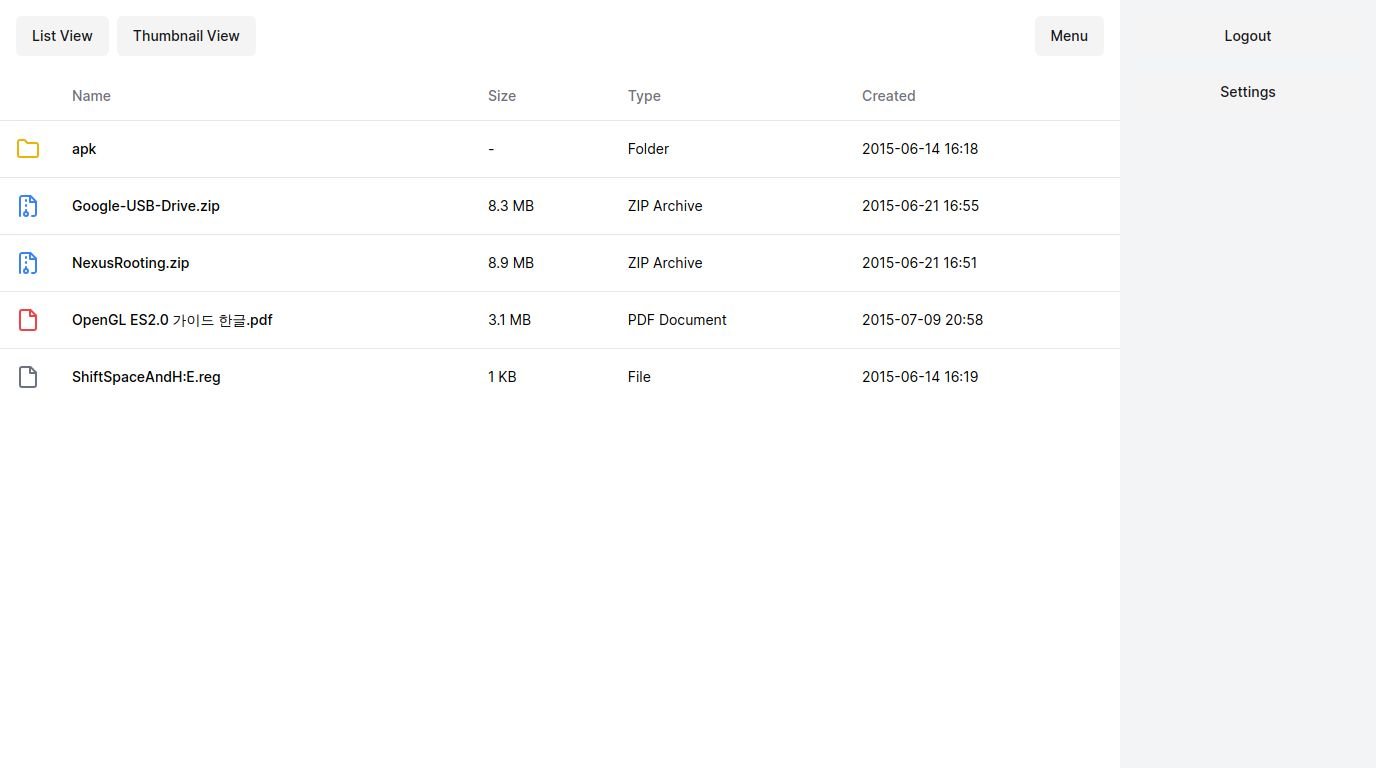 List View Thumbnail View Menu Logout
Settings
Name Size Type Created
apk - Folder 2015-06-14 16:18
Google-USB-Drive.zip 8.3 MB ZIP Archive 2015-06-21 16:55
NexusRooting.zip 8.9 MB ZIP Archive 2015-06-21 16:51
OpenGL ES2.0 가이드 한글.pdf 3.1 MB PDF Document 2015-07-09 20:58
ShiftSpaceAndH:E.reg 1 KB File 2015-06-14 16:19